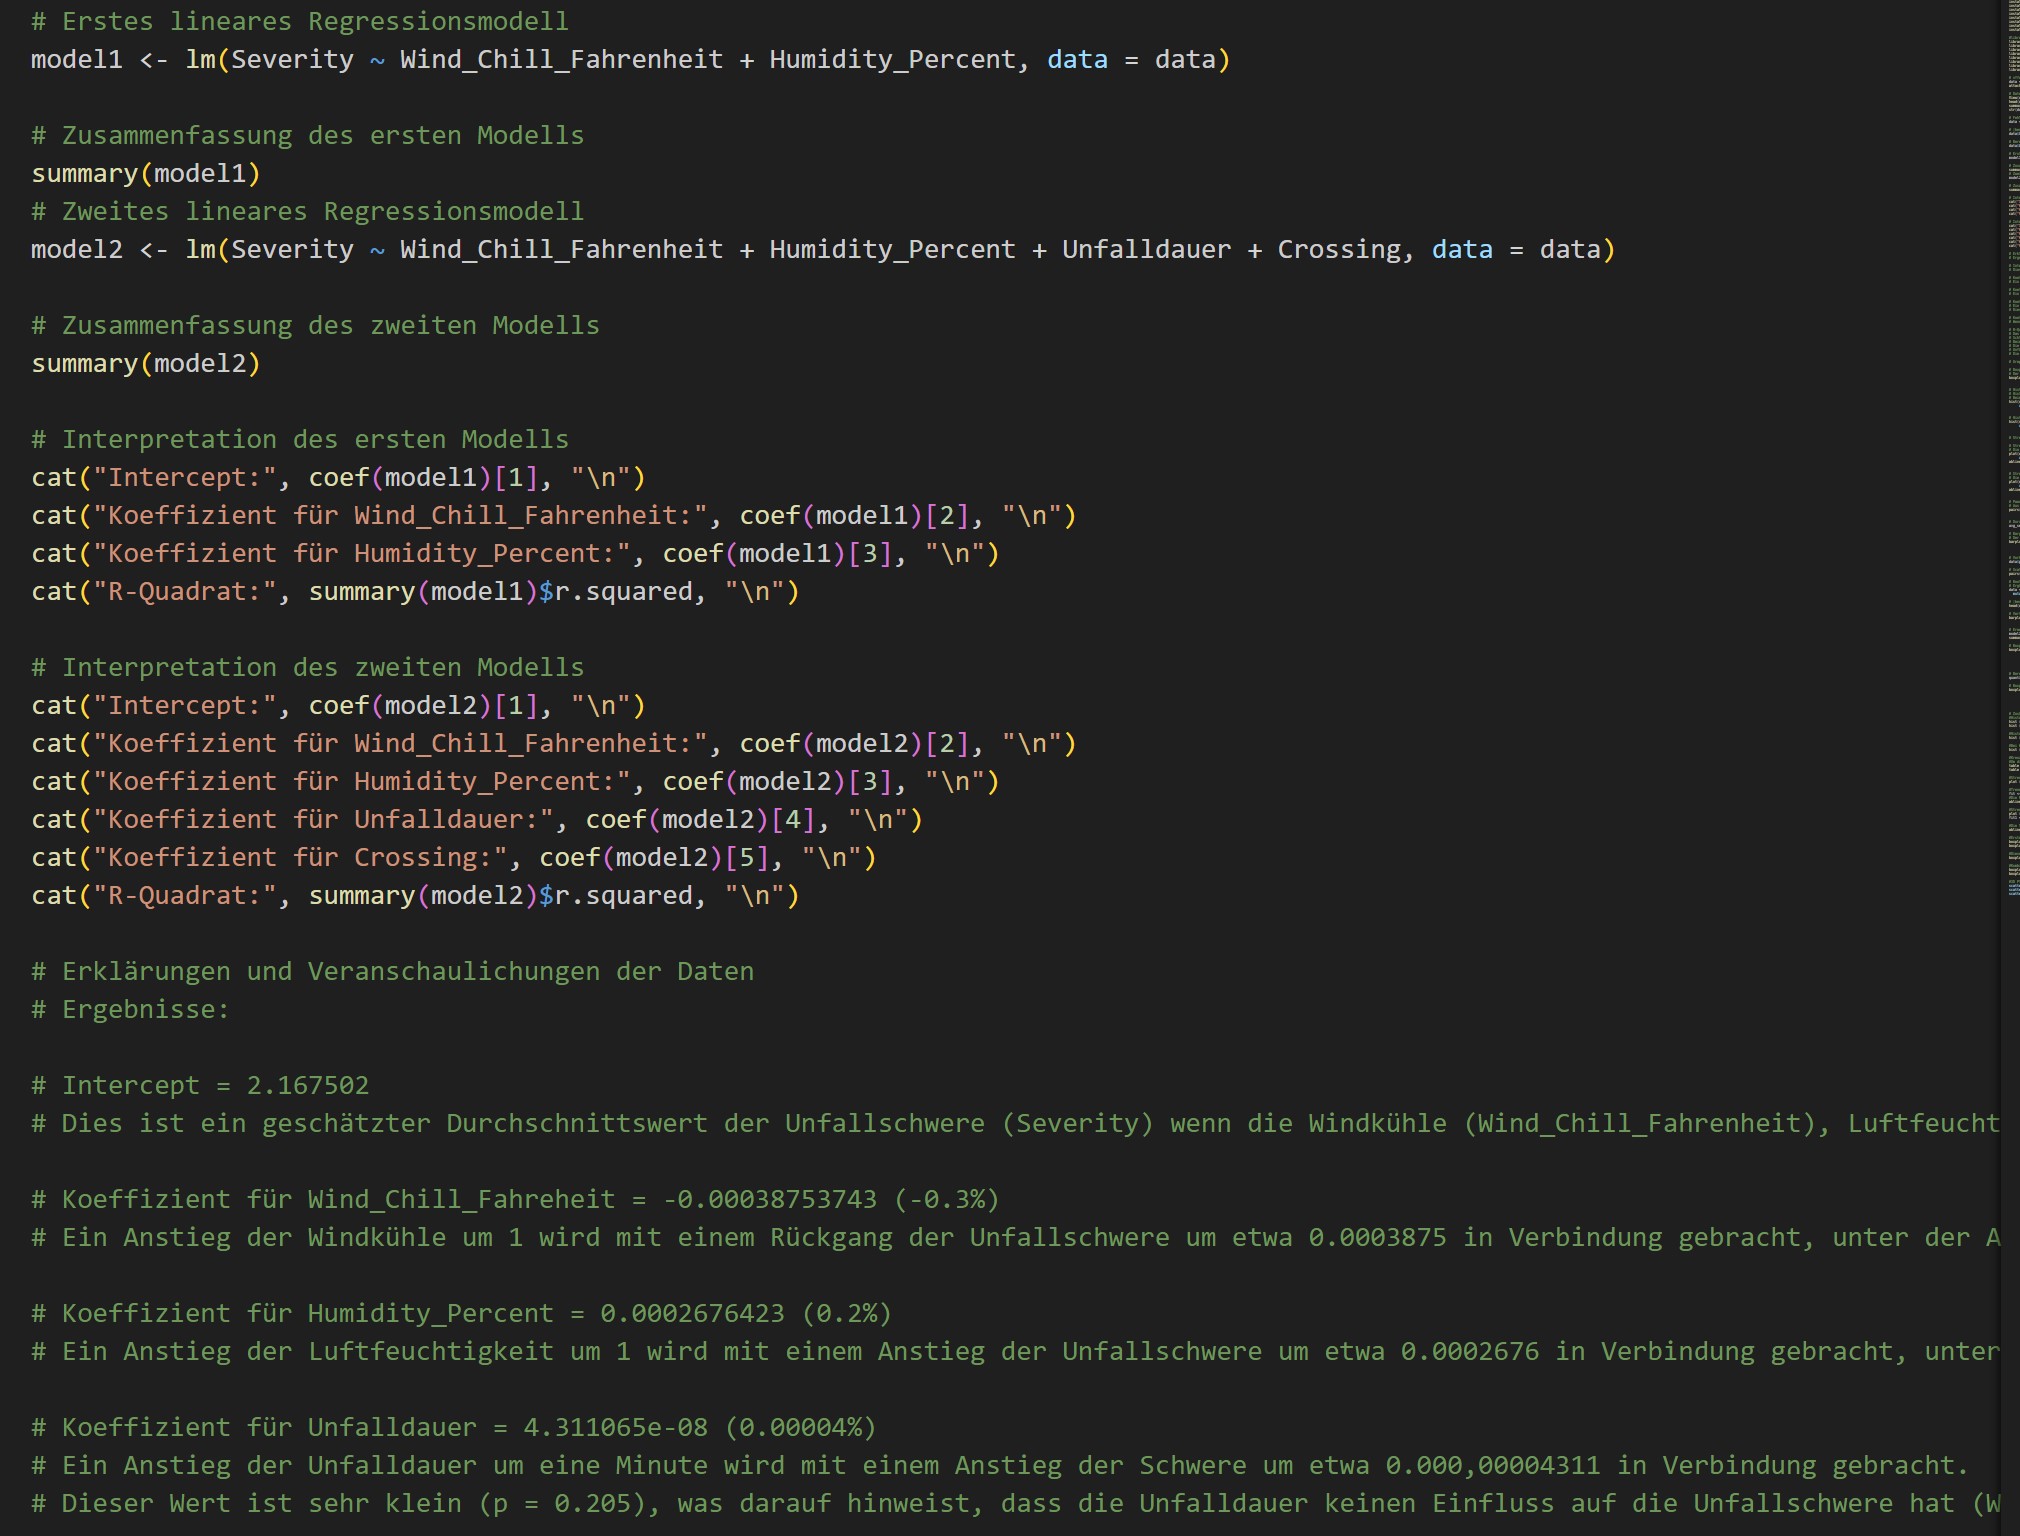 # Erstes lineares Regressionsmodell
model1 <- lm(Severity ~ Wind_Chill_Fahrenheit + Humidity_Percent, data = data)
# Zusammenfassung des ersten Modells
summary(model1)
# Zweites lineares Regressionsmodell
model2 <- lm(Severity ~ Wind_Chill_Fahrenheit + Humidity_Percent + Unfalldauer + Crossing, data = data)
# Zusammenfassung des zweiten Modells
summary(model2)
# Interpretation des ersten Modells
cat("Intercept:", coef(model1)[1], "\n")
cat("Koeffizient für Wind_Chill_Fahrenheit:", coef(model1)[2], "\n")
cat("Koeffizient für Humidity_Percent:", coef(model1)[3], "\n")
cat("R-Quadrat:", summary(model1)$r.squared, "\n")
# Interpretation des zweiten Modells
cat("Intercept:", coef(model2)[1], "\n")
cat("Koeffizient für Wind_Chill_Fahrenheit:", coef(model2)[2], "\n")
cat("Koeffizient für Humidity_Percent:", coef(model2)[3], "\n")
cat("Koeffizient für Unfalldauer:", coef(model2)[4], "\n")
cat("Koeffizient für Crossing:", coef(model2)[5], "\n")
cat("R-Quadrat:", summary(model2)$r.squared, "\n")
# Erklärungen und Veranschaulichungen der Daten
# Ergebnisse:
# Intercept = 2.167502
# Dies ist ein geschätzter Durchschnittswert der Unfallschwere (Severity) wenn die Windkühle (Wind_Chill_Fahrenheit), Luftfeucht
# Koeffizient für Wind_Chill_Fahreheit = -0.00038753743 (-0.3%)
# Ein Anstieg der Windkühle um 1 wird mit einem Rückgang der Unfallschwere um etwa 0.0003875 in Verbindung gebracht, unter der A
# Koeffizient für Humidity_Percent = 0.0002676423 (0.2%)
# Ein Anstieg der Luftfeuchtigkeit um 1 wird mit einem Anstieg der Unfallschwere um etwa 0.0002676 in Verbindung gebracht, unter
# Koeffizient für Unfalldauer = 4.311065e-08 (0.00004%)
# Ein Anstieg der Unfalldauer um eine Minute wird mit einem Anstieg der Schwere um etwa 0.000,00004311 in Verbindung gebracht.
# Dieser Wert ist sehr klein (p = 0.205), was darauf hinweist, dass die Unfalldauer keinen Einfluss auf die Unfallschwere hat (W